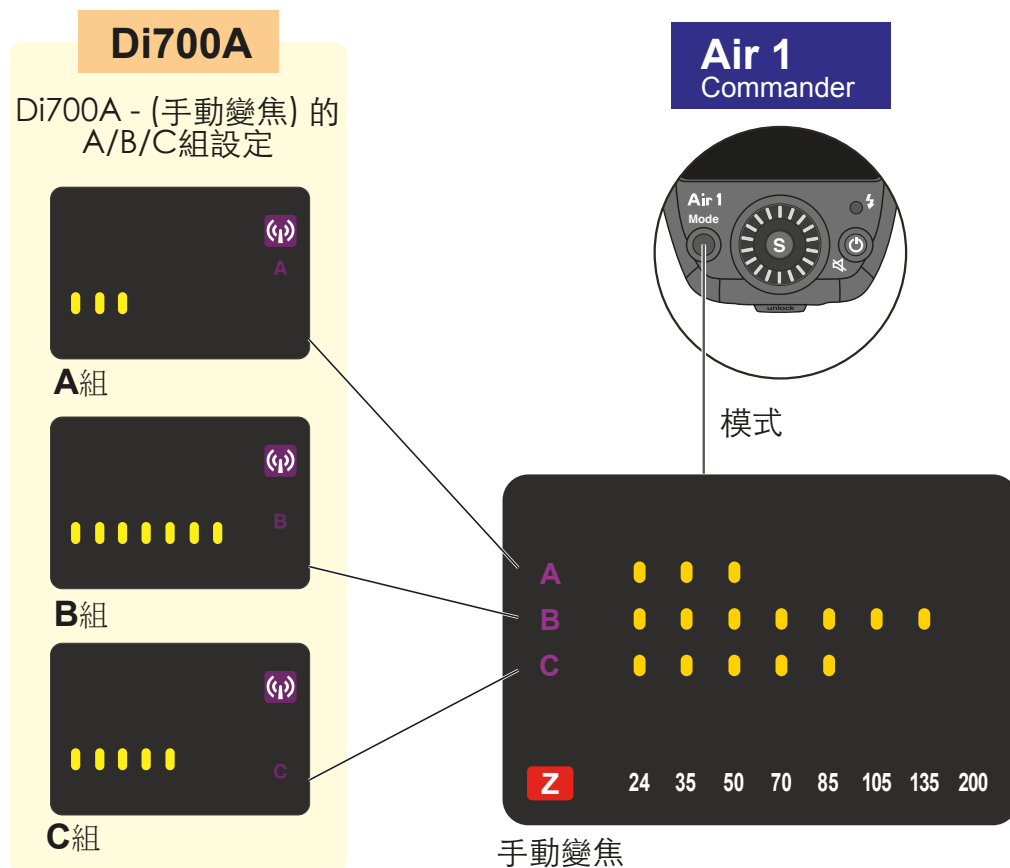 Di700A
Di700A - (手動變焦) 的
A/B/C組設定
A
A組
B
B組
C
C組
Air 1
Commander
Air 1
Mode
S
unlock
模式
A
B
C
Z 24 35 50 70 85 105 135 200
手動變焦